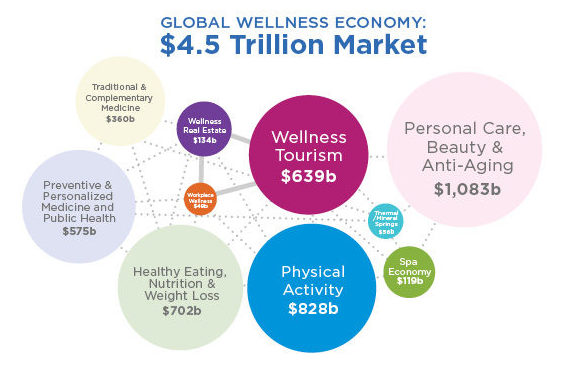 GLOBAL WELLNESS ECONOMY:
$4.5 Trillion Market
Traditional &
Complementary
Medicine
$360b
Wellness
Real Estate
$134b
Wellness
Tourism
$639b
Personal Care,
Beauty &
Anti-Aging
$1,083b
Preventive &
Personalized
Medicine and
Public Health
$575b
Workplace
Wellness
$48b
Thermal
/Mineral
Springs
$56b
Healthy Eating,
Nutrition &
Weight Loss
$702b
Physical
Activity
$828b
Spa
Economy
$119b